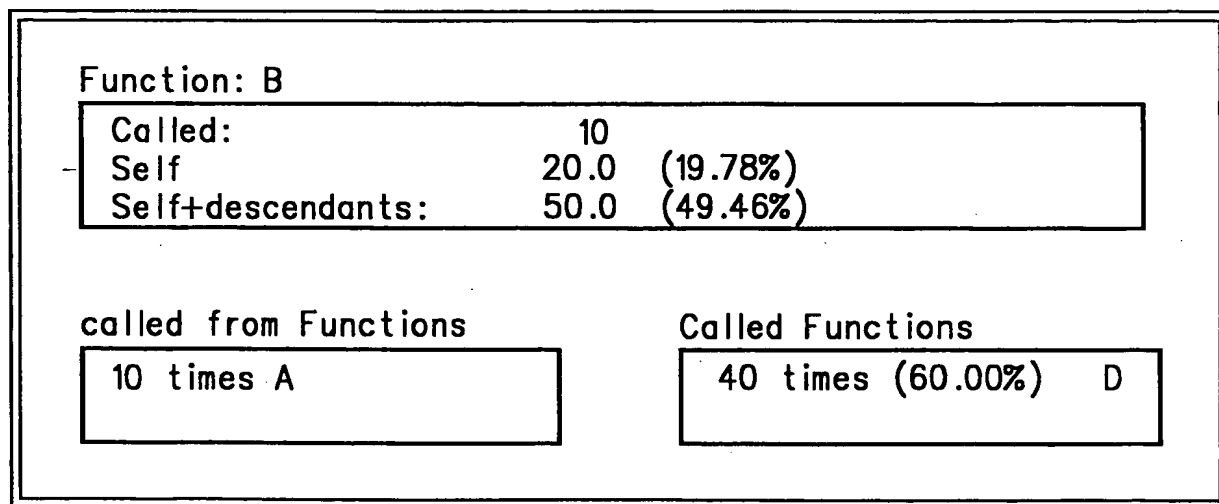 Function: B
Called: 10
Self 20.0 (19.78%)
Self+descendants: 50.0 (49.46%)
called from Functions
10 times A
Called Functions
40 times (60.00%) D